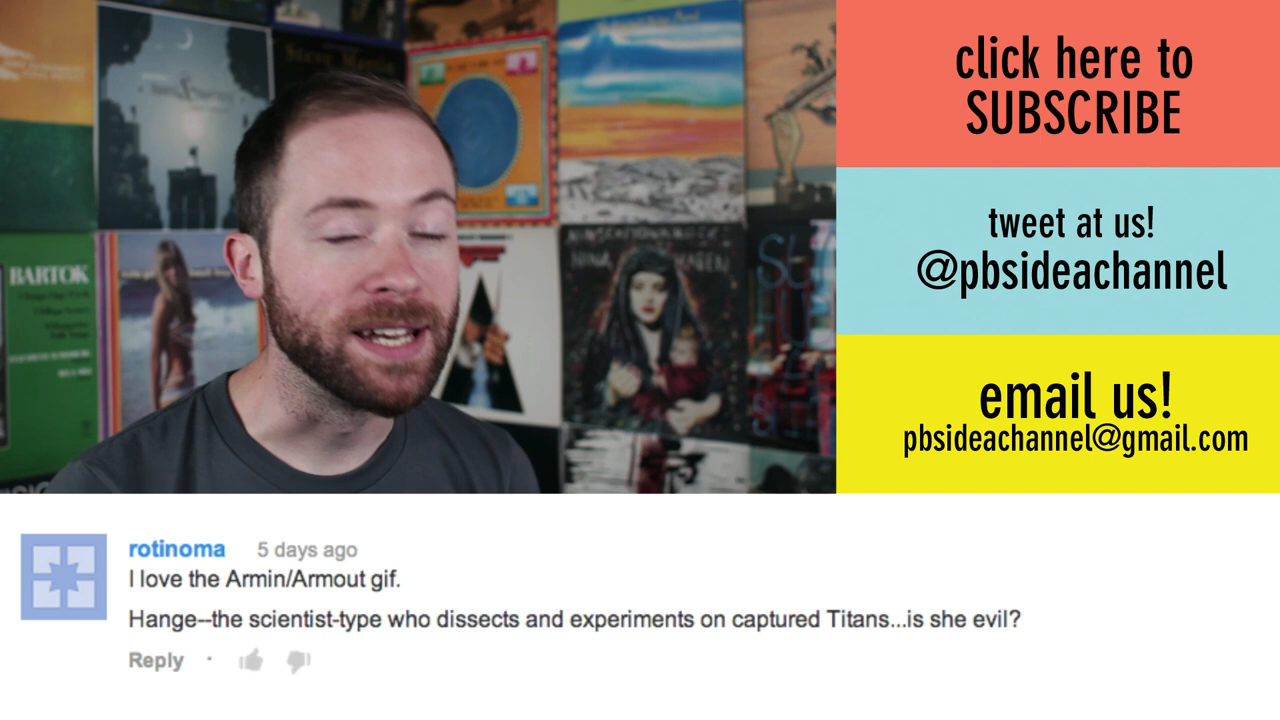 click here to
SUBSCRIBE
tweet at us!
@pbsideachannel
email us!
pbsideachannel@gmail.com
BARTOK
rotinoma 5 days ago
I love the Armin/Armout gif.
Hange--the scientist-type who dissects and experiments on captured Titans...is she evil?
Reply ·